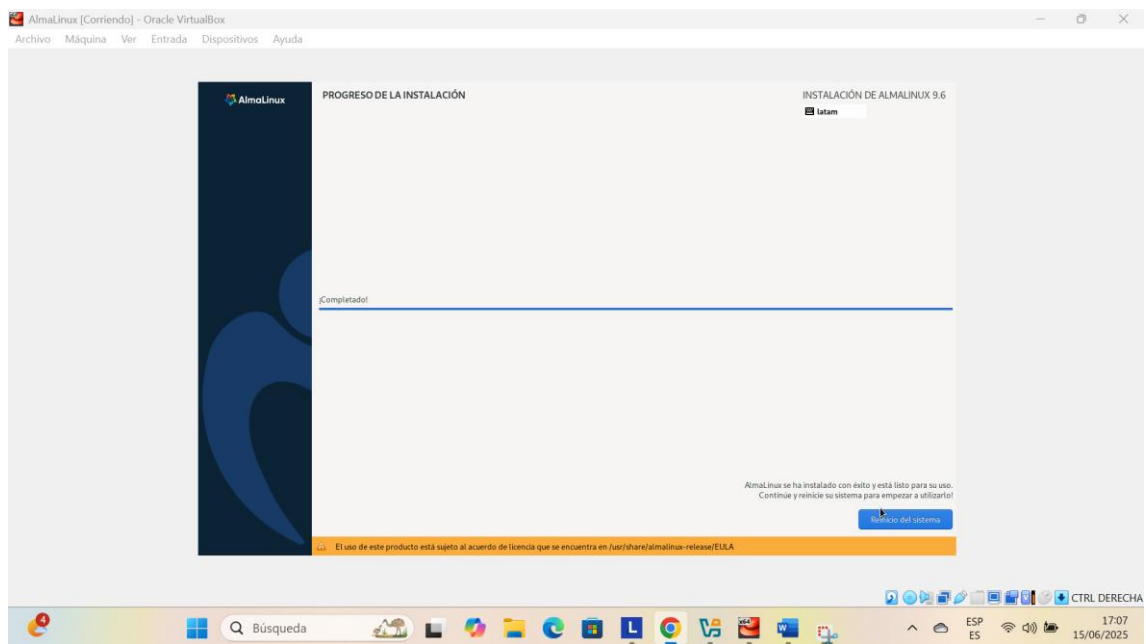 AlmaLinux [Corriendo] - Oracle VirtualBox
Archivo Máquina Ver Entrada Dispositivos Ayuda
AlmaLinux
PROGRESO DE LA INSTALACIÓN
INSTALACIÓN DE ALMALINUX 9.6
latam
¡Completado!
AlmaLinux se ha instalado con éxito y está listo para su uso.
Continúe y reinicie su sistema para empezar a utilizarlo!
Reinicio del sistema
El uso de este producto está sujeto al acuerdo de licencia que se encuentra en /usr/share/almalinux-release/EULA
CTRL DERECHA
4
Búsqueda
L
x64
W
ESP
ES
17:07
15/06/2025